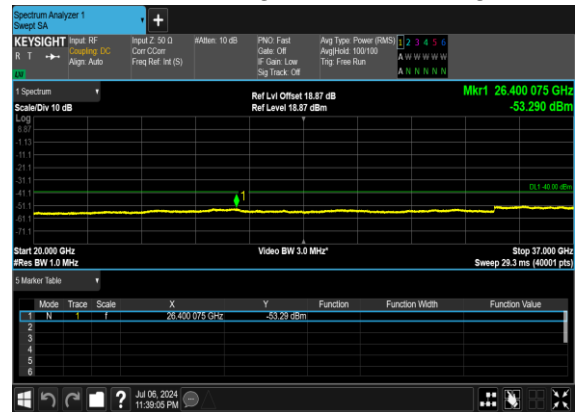 Spectrum Analyzer 1
Swept SA
+
KEYSIGHT Input: RF Input Z: 50 Ω #Atten: 10 dB PNO: Fast Avg Type: Power (RMS) 1 2 3 4 5 6
R T Coupling: DC Corr CCorr Gate: Off Avg|Hold: 100/100 A W W W W W
Align: Auto Freq Ref: Int (S) IF Gain: Low Trig: Free Run
Sig Track: Off A N N N N N
1 Spectrum
Ref Lvl Offset 18.87 dB Mkr1 26.400 075 GHz
Scale/Div 10 dB Ref Level 18.87 dBm -53.290 dBm
Log
8.87
-1.13
-11.1
-21.1
-31.1
DL1 -40.00 dBm
-41.1
1
-51.1
-61.1
-71.1
Start 20.000 GHz Video BW 3.0 MHz* Stop 37.000 GHz
#Res BW 1.0 MHz Sweep 29.3 ms (40001 pts)
5 Marker Table
Mode Trace Scale X Y Function Function Width Function Value
1 N 1 f 26.400 075 GHz -53.29 dBm
2
3
4
5
6
? Jul 06, 2024
11:39:05 PM